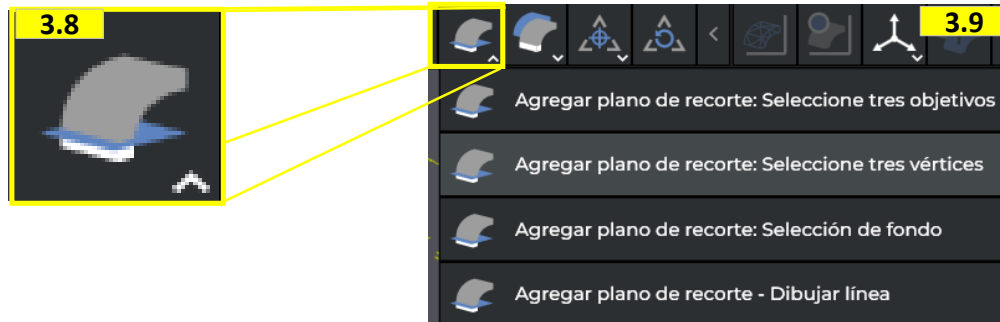 3.8
3.9
Agregar plano de recorte: Seleccione tres objetivos
Agregar plano de recorte: Seleccione tres vértices
Agregar plano de recorte: Selección de fondo
Agregar plano de recorte - Dibujar línea